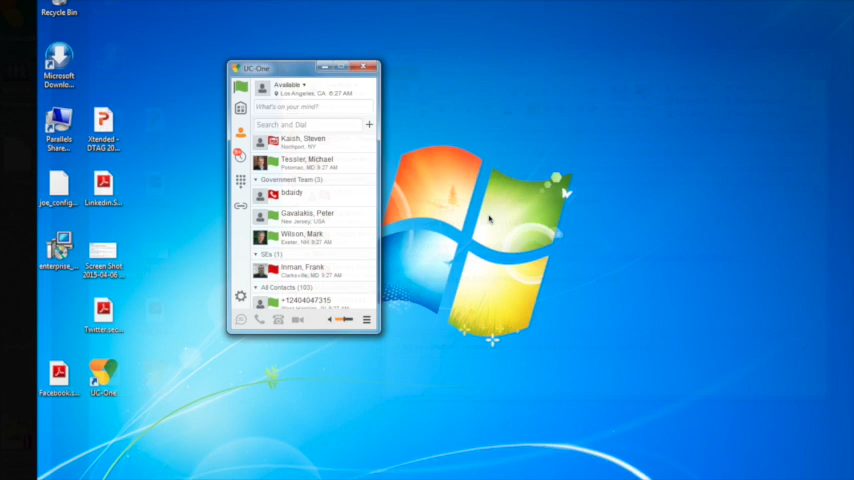 Recycle Bin
Microsoft
Downlo...
Parallels
Share...
Xtended -
DTAG 20...
joe_config...
LinkedIn.S...
enterprise_...
Screen Shot
2015-04-06 ...
Twitter.sec...
Facebook.s...
UC-One
UC-One
Available
Los Angeles, CA 8:27 AM
What's on your mind?
Search and Dial
Kaish, Steven
Northport, NY
Tessler, Michael
Potomac, MD 9:27 AM
Government Team (3)
bdaidy
Gavalakis, Peter
New Jersey, USA
Wilson, Mark
Exeter, NH 9:27 AM
SEs (1)
Inman, Frank
Clarksville, MD 9:27 AM
All Contacts (103)
+12404047315